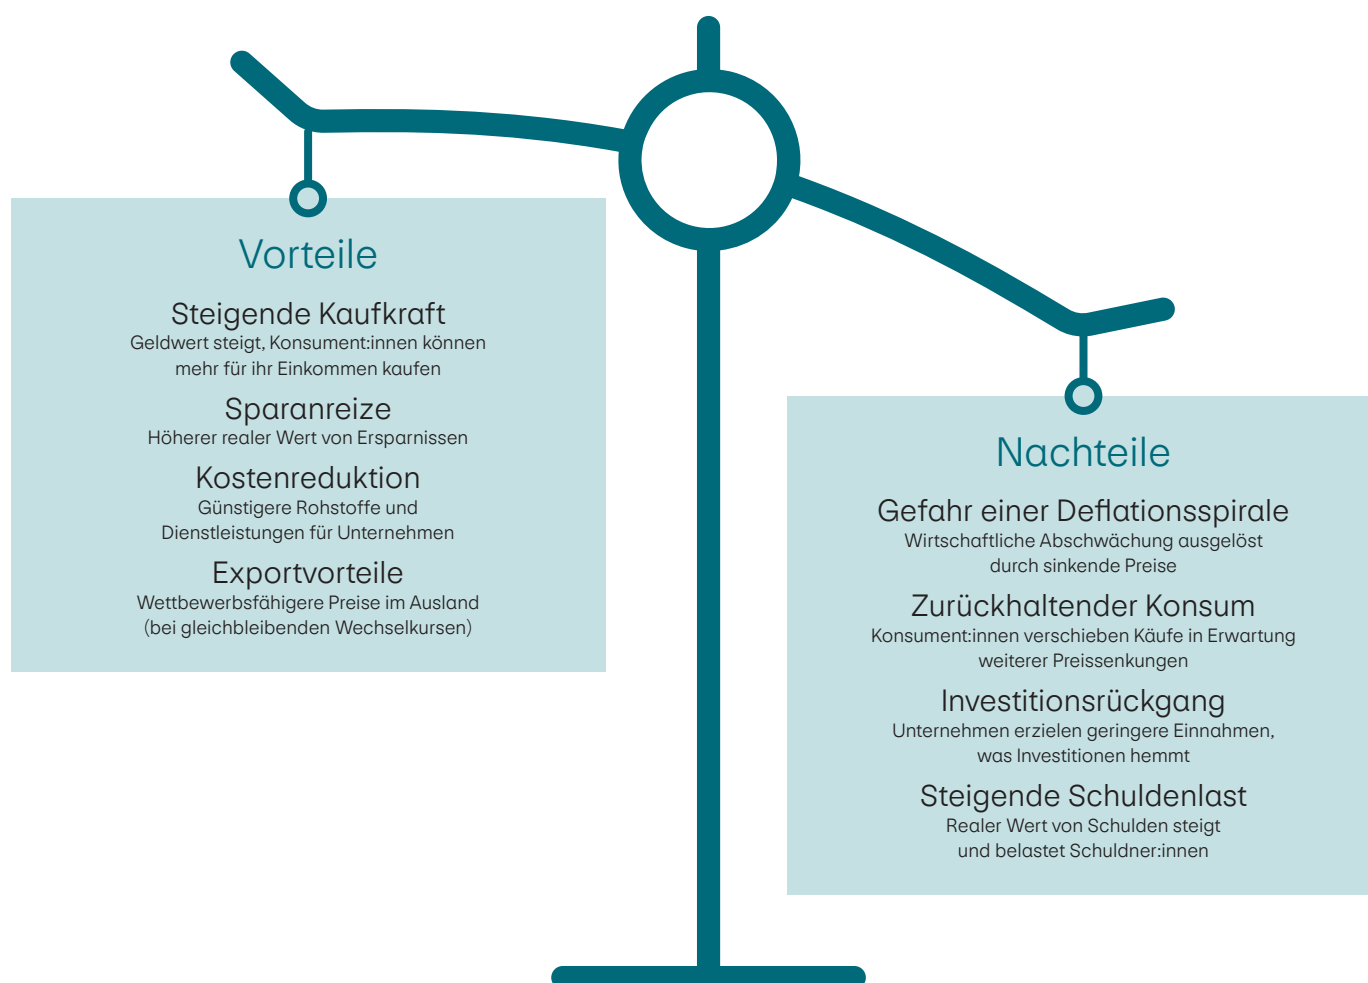 Vorteile
Steigende Kaufkraft
Geldwert steigt, Konsument:innen können
mehr für ihr Einkommen kaufen
Sparanreize
Höherer realer Wert von Ersparnissen
Kostenreduktion
Günstigere Rohstoffe und
Dienstleistungen für Unternehmen
Exportvorteile
Wettbewerbsfähigere Preise im Ausland
(bei gleichbleibenden Wechselkursen)
Nachteile
Gefahr einer Deflationsspirale
Wirtschaftliche Abschwächung ausgelöst
durch sinkende Preise
Zurückhaltender Konsum
Konsument:innen verschieben Käufe in Erwartung
weiterer Preissenkungen
Investitionsrückgang
Unternehmen erzielen geringere Einnahmen,
was Investitionen hemmt
Steigende Schuldenlast
Realer Wert von Schulden steigt
und belastet Schuldner:innen